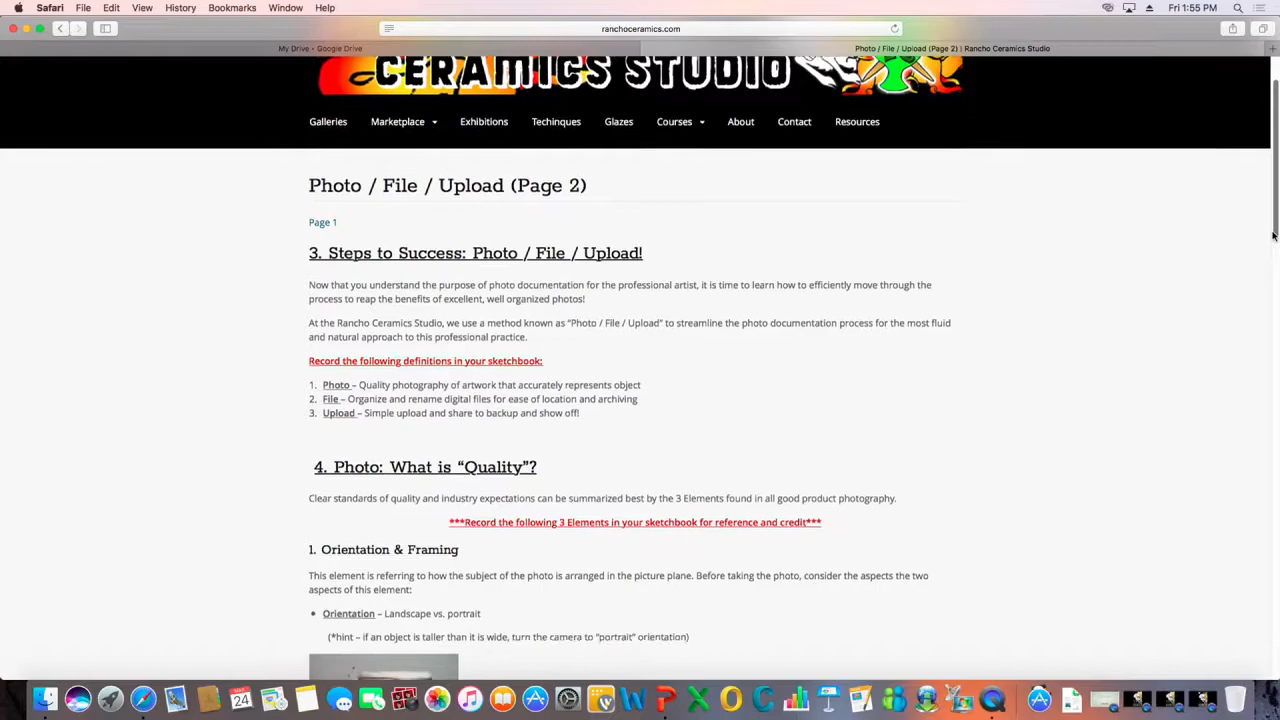 Safari File Edit View History Bookmarks Window Help Fri 1:55 PM
ranchoceramics.com
My Drive - Google Drive Photo / File / Upload (Page 2) | Rancho Ceramics Studio
CERAMICS STUDIO
Galleries Marketplace Exhibitions Techinques Glazes Courses About Contact Resources
Photo / File / Upload (Page 2)
Page 1
3. Steps to Success: Photo / File / Upload!
Now that you understand the purpose of photo documentation for the professional artist, it is time to learn how to efficiently move through the
process to reap the benefits of excellent, well organized photos!
At the Rancho Ceramics Studio, we use a method known as “Photo / File / Upload” to streamline the photo documentation process for the most fluid
and natural approach to this professional practice.
Record the following definitions in your sketchbook:
1. Photo – Quality photography of artwork that accurately represents object
2. File – Organize and rename digital files for ease of location and archiving
3. Upload – Simple upload and share to backup and show off!
4. Photo: What is “Quality”?
Clear standards of quality and industry expectations can be summarized best by the 3 Elements found in all good product photography.
***Record the following 3 Elements in your sketchbook for reference and credit***
1. Orientation & Framing
This element is referring to how the subject of the photo is arranged in the picture plane. Before taking the photo, consider the aspects the two
aspects of this element:
• Orientation – Landscape vs. portrait
(*hint – if an object is taller than it is wide, turn the camera to “portrait” orientation)
24